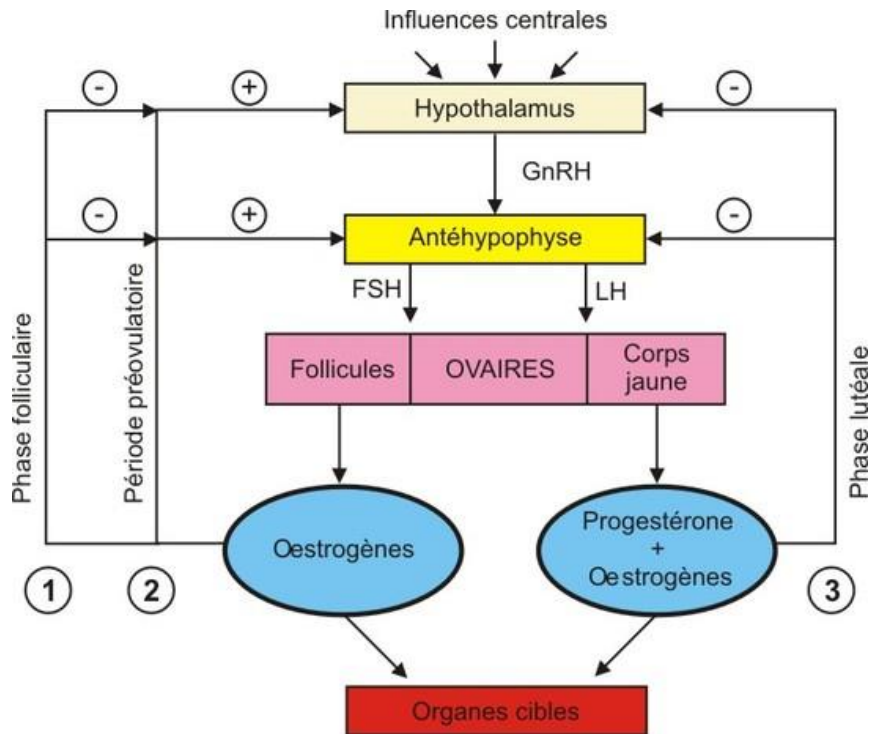 Influences centrales
- + -
Hypothalamus
GnRH
- + -
Antéhypophyse
FSH LH
Follicules OVAIRES Corps
jaune
Phase folliculaire
Période préovulatoire
Phase lutéale
Oestrogènes
Progestérone
+
Oestrogènes
1 2 3
Organes cibles